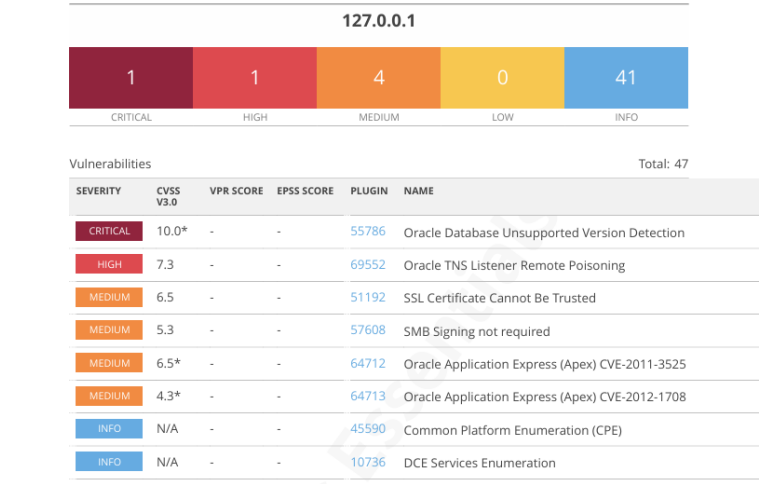 127.0.0.1
1 1 4 0 41
CRITICAL HIGH MEDIUM LOW INFO
Vulnerabilities Total: 47
SEVERITY CVSS V3.0 VPR SCORE EPSS SCORE PLUGIN NAME
CRITICAL 10.0* - - 55786 Oracle Database Unsupported Version Detection
HIGH 7.3 - - 69552 Oracle TNS Listener Remote Poisoning
MEDIUM 6.5 - - 51192 SSL Certificate Cannot Be Trusted
MEDIUM 5.3 - - 57608 SMB Signing not required
MEDIUM 6.5* - - 64712 Oracle Application Express (Apex) CVE-2011-3525
MEDIUM 4.3* - - 64713 Oracle Application Express (Apex) CVE-2012-1708
INFO N/A - - 45590 Common Platform Enumeration (CPE)
INFO N/A - - 10736 DCE Services Enumeration
Essentials